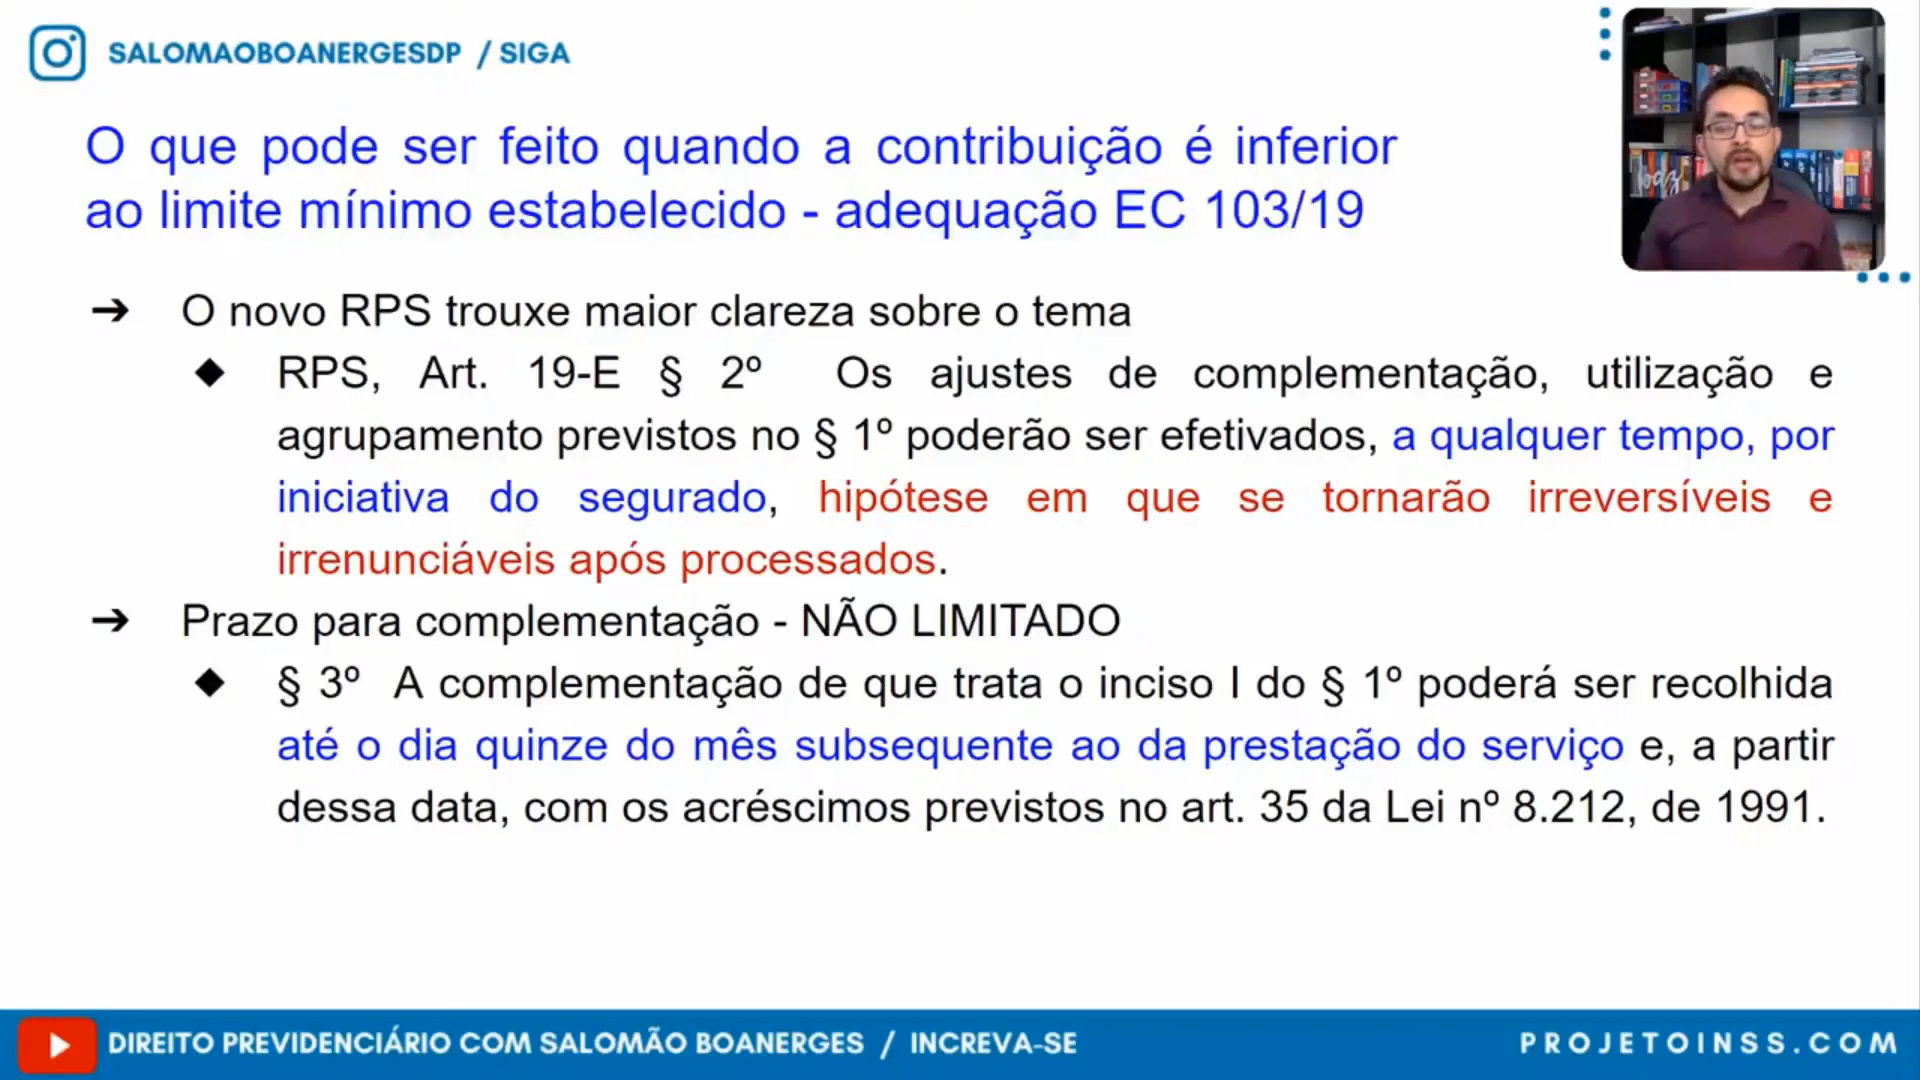 SALOMAOBOANERGESDP / SIGA
O que pode ser feito quando a contribuição é inferior
ao limite mínimo estabelecido - adequação EC 103/19
➔ O novo RPS trouxe maior clareza sobre o tema
◆ RPS, Art. 19-E § 2º Os ajustes de complementação, utilização e
agrupamento previstos no § 1º poderão ser efetivados, a qualquer tempo, por
iniciativa do segurado, hipótese em que se tornarão irreversíveis e
irrenunciáveis após processados.
➔ Prazo para complementação - NÃO LIMITADO
◆ § 3º A complementação de que trata o inciso I do § 1º poderá ser recolhida
até o dia quinze do mês subsequente ao da prestação do serviço e, a partir
dessa data, com os acréscimos previstos no art. 35 da Lei nº 8.212, de 1991.
DIREITO PREVIDENCIÁRIO COM SALOMÃO BOANERGES / INCREVA-SE
PROJETOINSS.COM